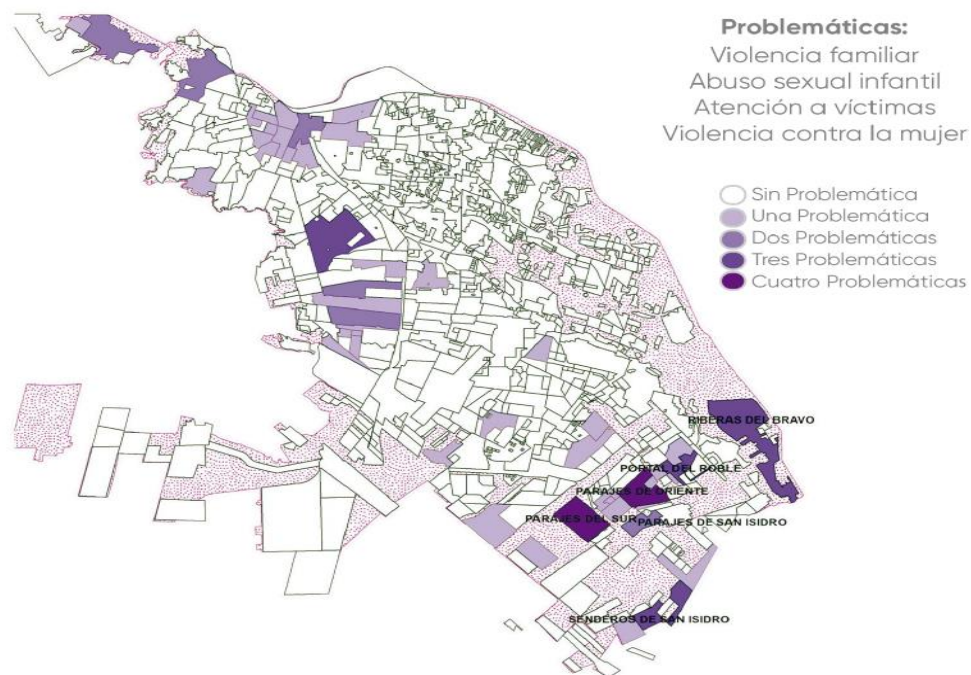 Problemáticas:
Violencia familiar
Abuso sexual infantil
Atención a víctimas
Violencia contra la mujer
Sin Problemática
Una Problemática
Dos Problemáticas
Tres Problemáticas
Cuatro Problemáticas
RIBERAS DEL BRAVO
PORTAL DEL ROBLE
PARAJES DE ORIENTE
PARAJES DEL SUR
PARAJES DE SAN ISIDRO
SENDEROS DE SAN ISIDRO